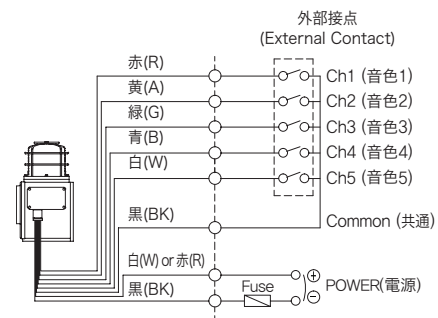 外部接点
(External Contact)
赤(R)
Ch1 (音色1)
黄(A)
Ch2 (音色2)
緑(G)
Ch3 (音色3)
青(B)
Ch4 (音色4)
白(W)
Ch5 (音色5)
黒(BK)
Common (共通)
白(W) or 赤(R)
黒(BK)
Fuse
⊕
⊖
POWER(電源)